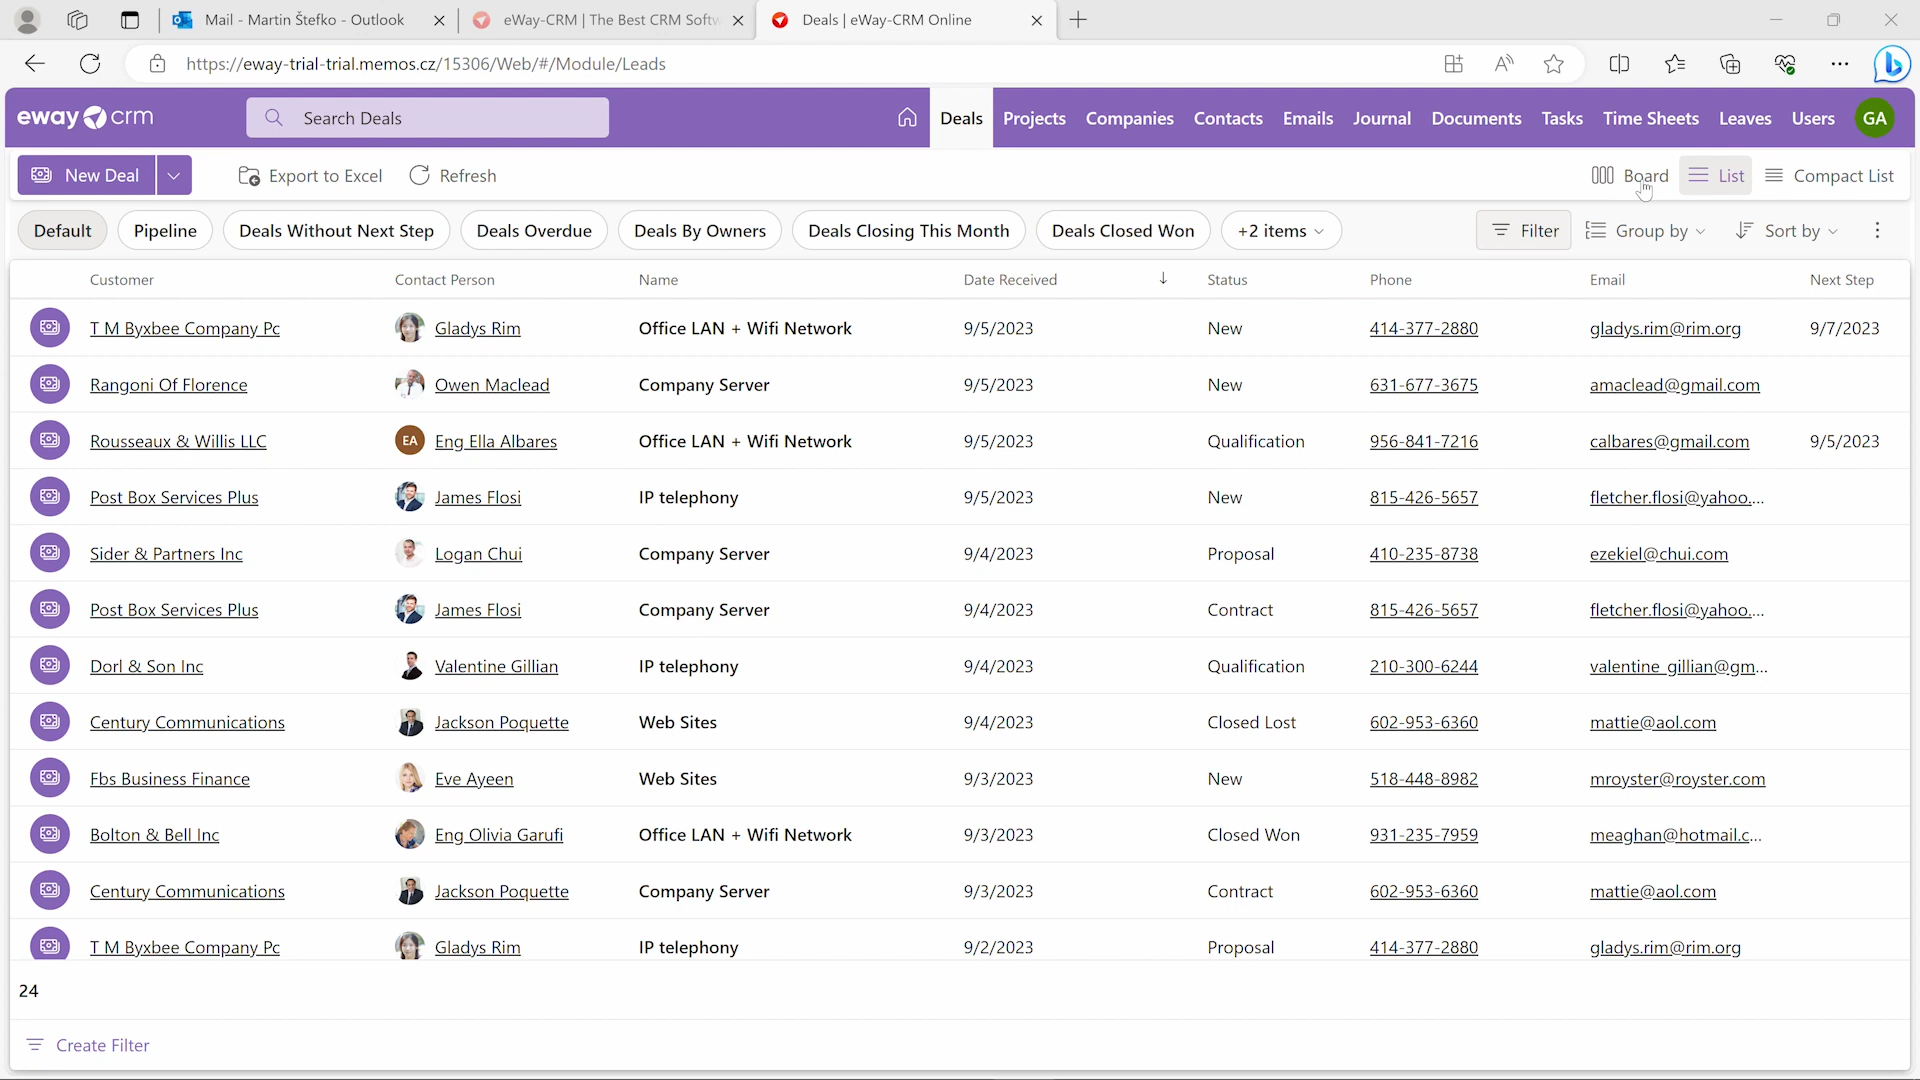 Mail - Martin Štefko - Outlook
eWay-CRM | The Best CRM Softw
Deals | eWay-CRM Online
https://eway-trial-trial.memos.cz/15306/Web/#/Module/Leads
eway crm
Search Deals
Deals Projects Companies Contacts Emails Journal Documents Tasks Time Sheets Leaves Users GA
New Deal Export to Excel Refresh Board List Compact List
Default Pipeline Deals Without Next Step Deals Overdue Deals By Owners Deals Closing This Month Deals Closed Won +2 items Filter Group by Sort by
Customer Contact Person Name Date Received Status Phone Email Next Step
T M Byxbee Company Pc Gladys Rim Office LAN + Wifi Network 9/5/2023 New 414-377-2880 gladys.rim@rim.org 9/7/2023
Rangoni Of Florence Owen Maclead Company Server 9/5/2023 New 631-677-3675 amaclead@gmail.com
Rousseaux & Willis LLC EA Eng Ella Albares Office LAN + Wifi Network 9/5/2023 Qualification 956-841-7216 calbares@gmail.com 9/5/2023
Post Box Services Plus James Flosi IP telephony 9/5/2023 New 815-426-5657 fletcher.flosi@yahoo....
Sider & Partners Inc Logan Chui Company Server 9/4/2023 Proposal 410-235-8738 ezekiel@chui.com
Post Box Services Plus James Flosi Company Server 9/4/2023 Contract 815-426-5657 fletcher.flosi@yahoo....
Dorl & Son Inc Valentine Gillian IP telephony 9/4/2023 Qualification 210-300-6244 valentine_gillian@gm...
Century Communications Jackson Poquette Web Sites 9/4/2023 Closed Lost 602-953-6360 mattie@aol.com
Fbs Business Finance Eve Ayeen Web Sites 9/3/2023 New 518-448-8982 mroyster@royster.com
Bolton & Bell Inc Eng Olivia Garufi Office LAN + Wifi Network 9/3/2023 Closed Won 931-235-7959 meaghan@hotmail.c...
Century Communications Jackson Poquette Company Server 9/3/2023 Contract 602-953-6360 mattie@aol.com
T M Byxbee Company Pc Gladys Rim IP telephony 9/2/2023 Proposal 414-377-2880 gladys.rim@rim.org
24
Create Filter